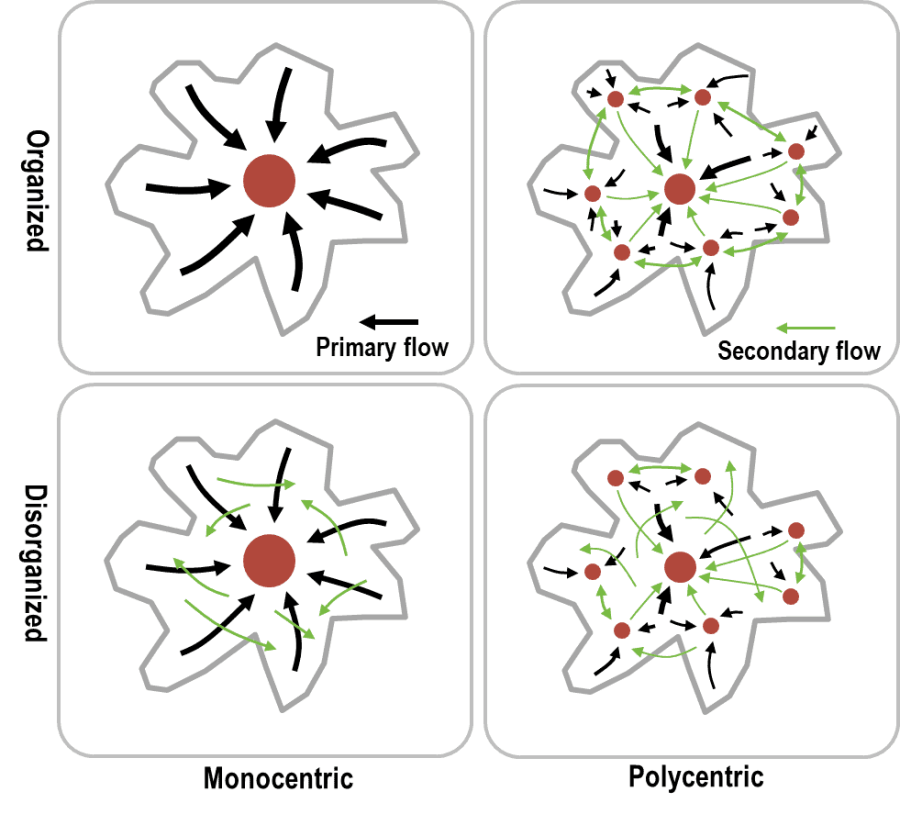 Organized
Primary flow
Secondary flow
Disorganized
Monocentric
Polycentric